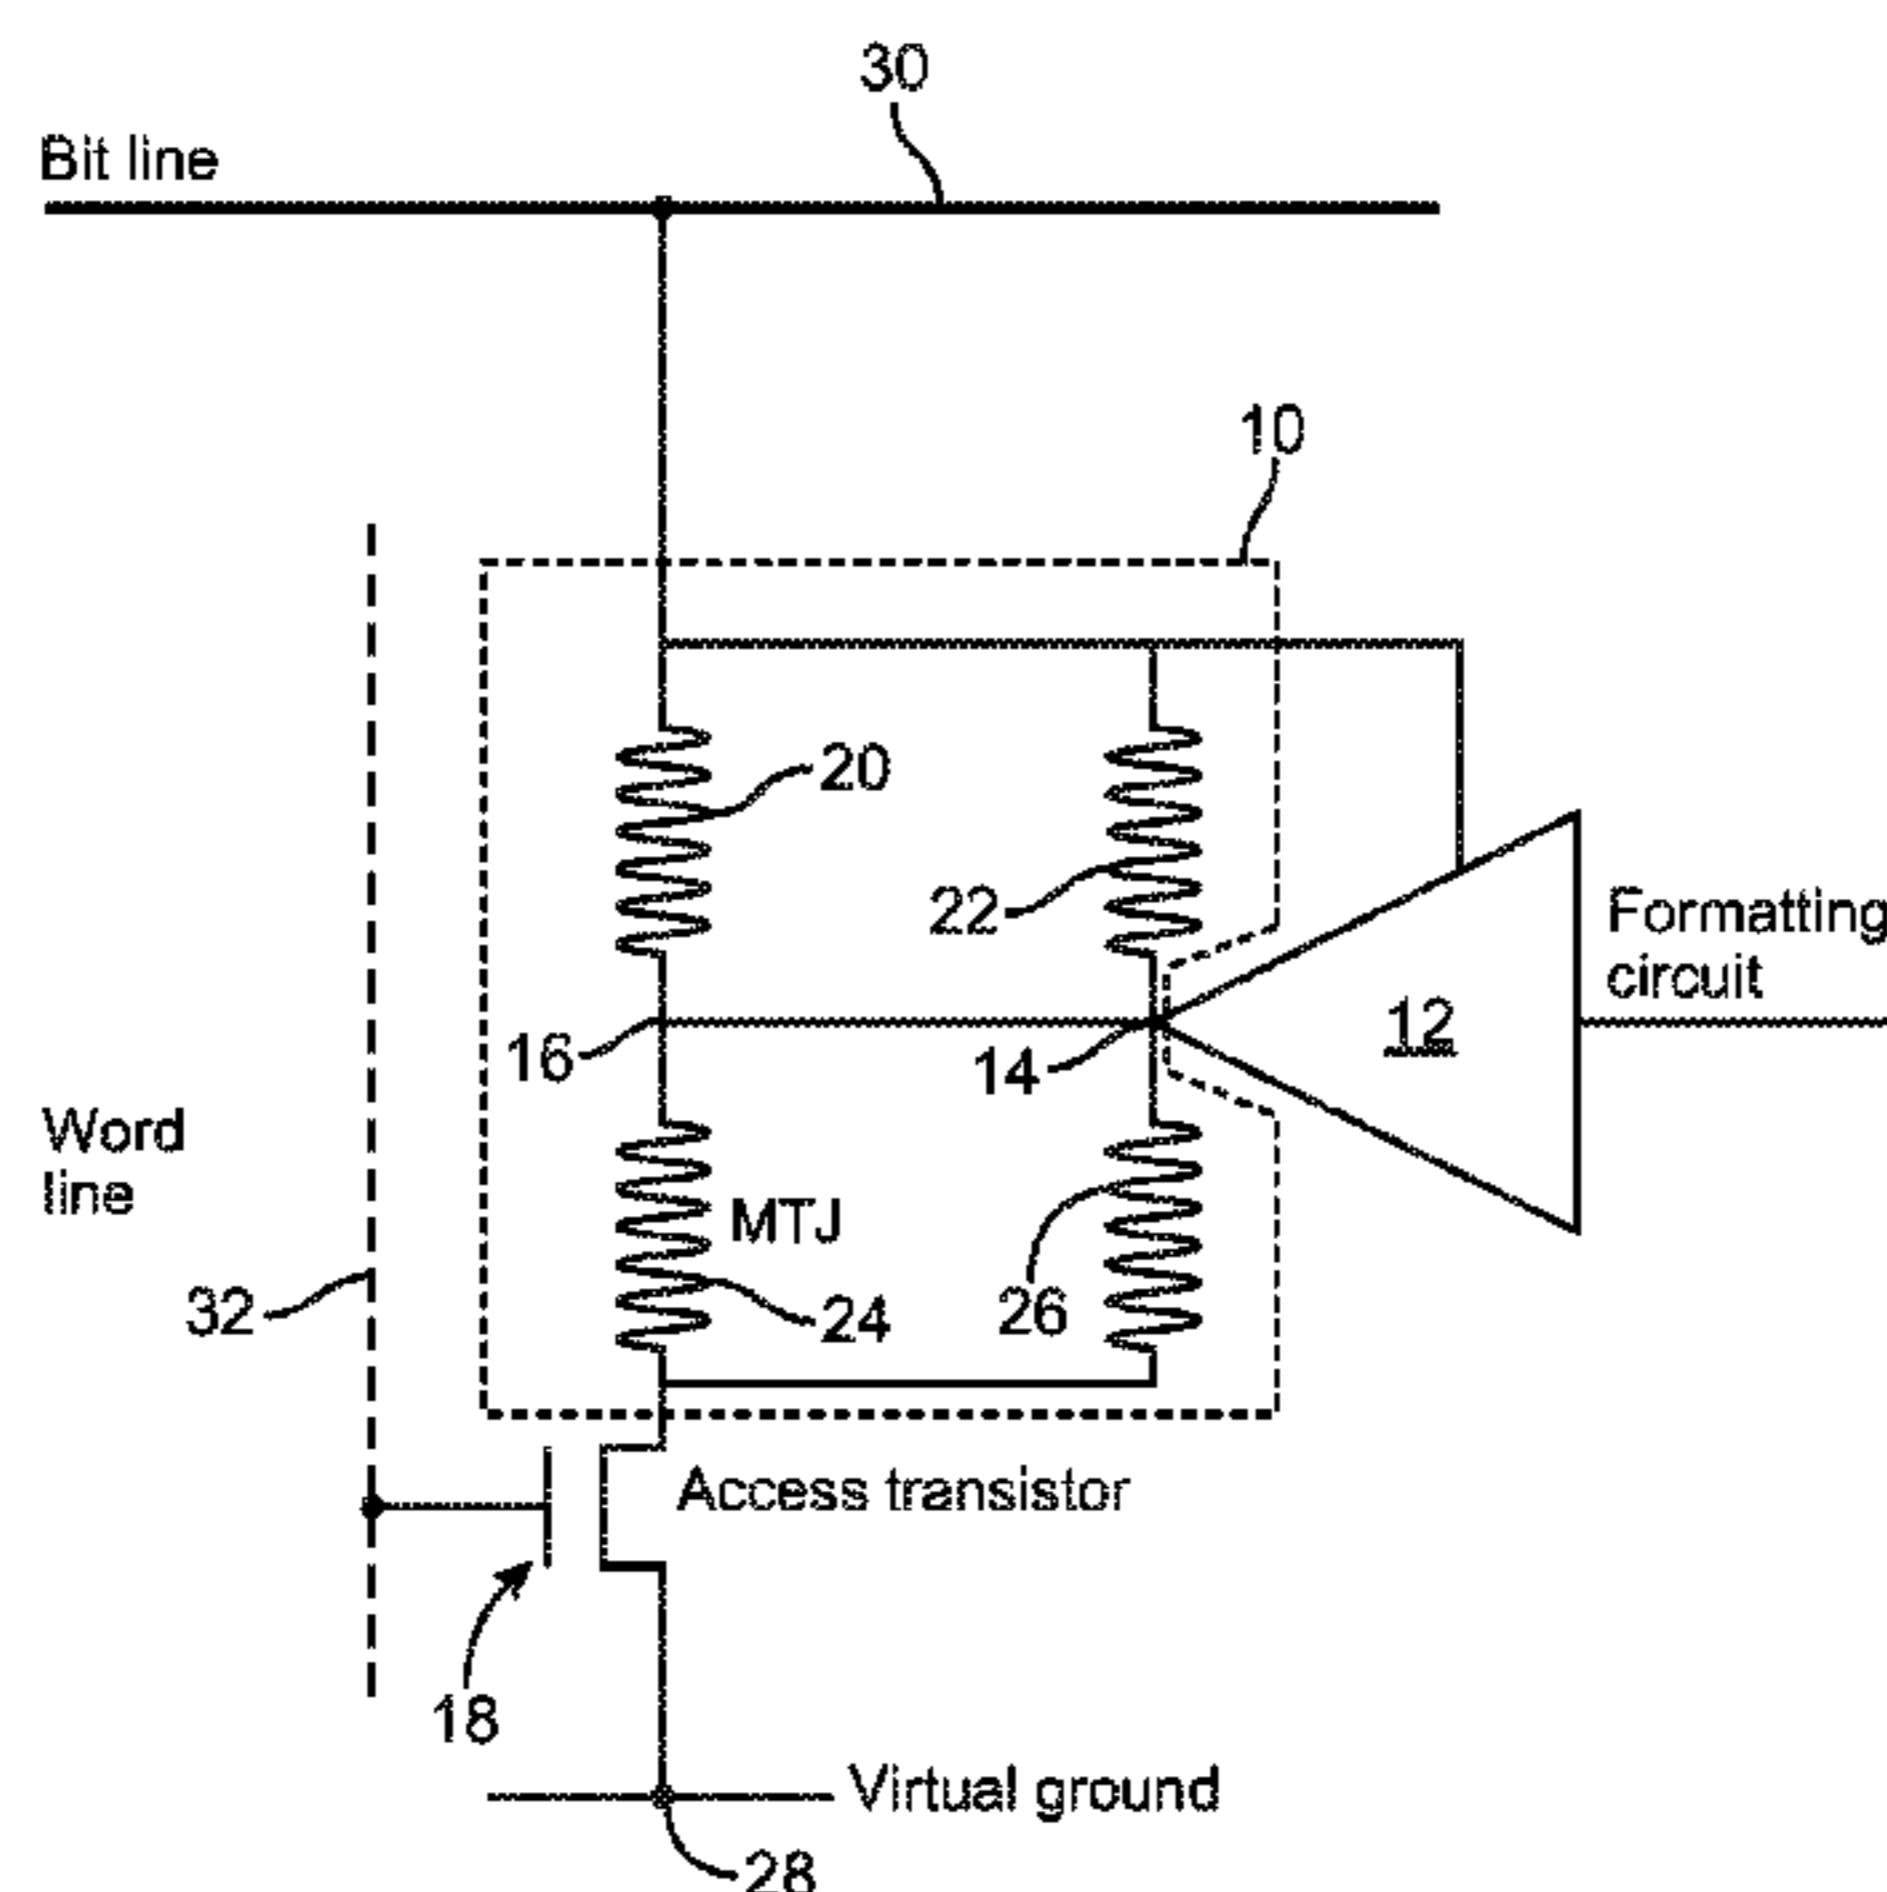 30
Bit line
10
20
22
Formatting
circuit
12
16
14
Word
line
MTJ
32
24
26
Access transistor
18
Virtual ground
28